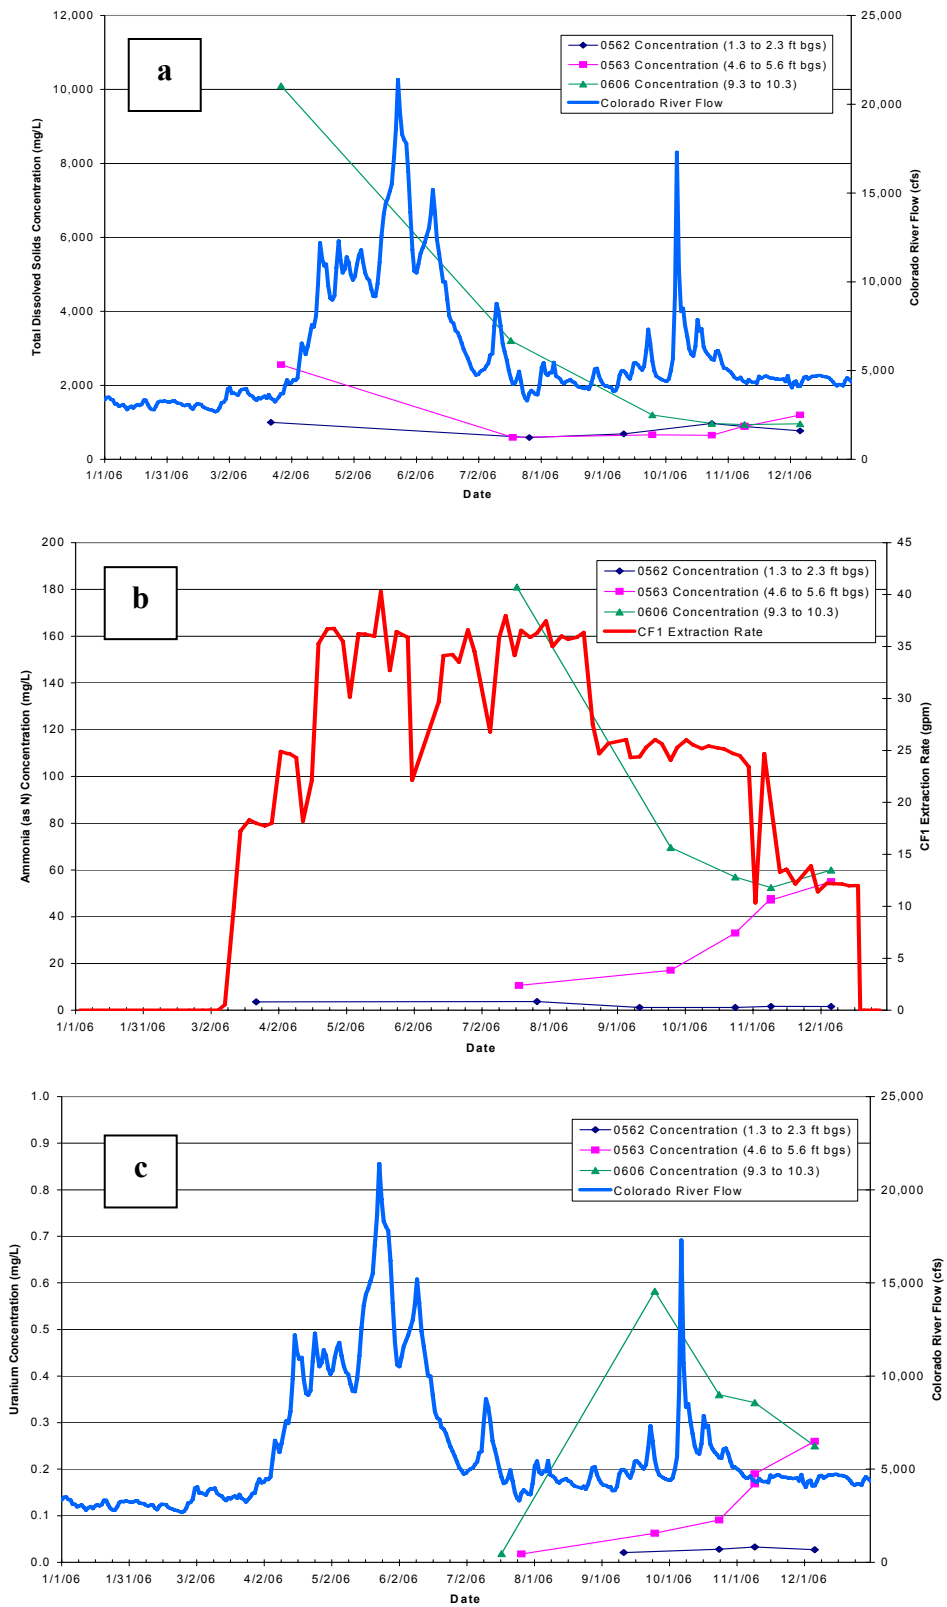 a
12,000
10,000
8,000
6,000
4,000
2,000
0
Total Dissolved Solids Concentration (mg/L)
25,000
20,000
15,000
10,000
5,000
0
Colorado River Flow (cfs)
0562 Concentration (1.3 to 2.3 ft bgs)
0563 Concentration (4.6 to 5.6 ft bgs)
0606 Concentration (9.3 to 10.3)
Colorado River Flow
1/1/06 1/31/06 3/2/06 4/2/06 5/2/06 6/2/06 7/2/06 8/1/06 9/1/06 10/1/06 11/1/06 12/1/06
Date
b
200
180
160
140
120
100
80
60
40
20
0
Ammonia (as N) Concentration (mg/L)
45
40
35
30
25
20
15
10
5
0
CF1 Extraction Rate (gpm)
0562 Concentration (1.3 to 2.3 ft bgs)
0563 Concentration (4.6 to 5.6 ft bgs)
0606 Concentration (9.3 to 10.3)
CF1 Extraction Rate
1/1/06 1/31/06 3/2/06 4/2/06 5/2/06 6/2/06 7/2/06 8/1/06 9/1/06 10/1/06 11/1/06 12/1/06
Date
c
1.0
0.9
0.8
0.7
0.6
0.5
0.4
0.3
0.2
0.1
0.0
Uranium Concentration (mg/L)
25,000
20,000
15,000
10,000
5,000
0
Colorado River Flow (cfs)
0562 Concentration (1.3 to 2.3 ft bgs)
0563 Concentration (4.6 to 5.6 ft bgs)
0606 Concentration (9.3 to 10.3)
Colorado River Flow
1/1/06 1/31/06 3/2/06 4/2/06 5/2/06 6/2/06 7/2/06 8/1/06 9/1/06 10/1/06 11/1/06 12/1/06
Date